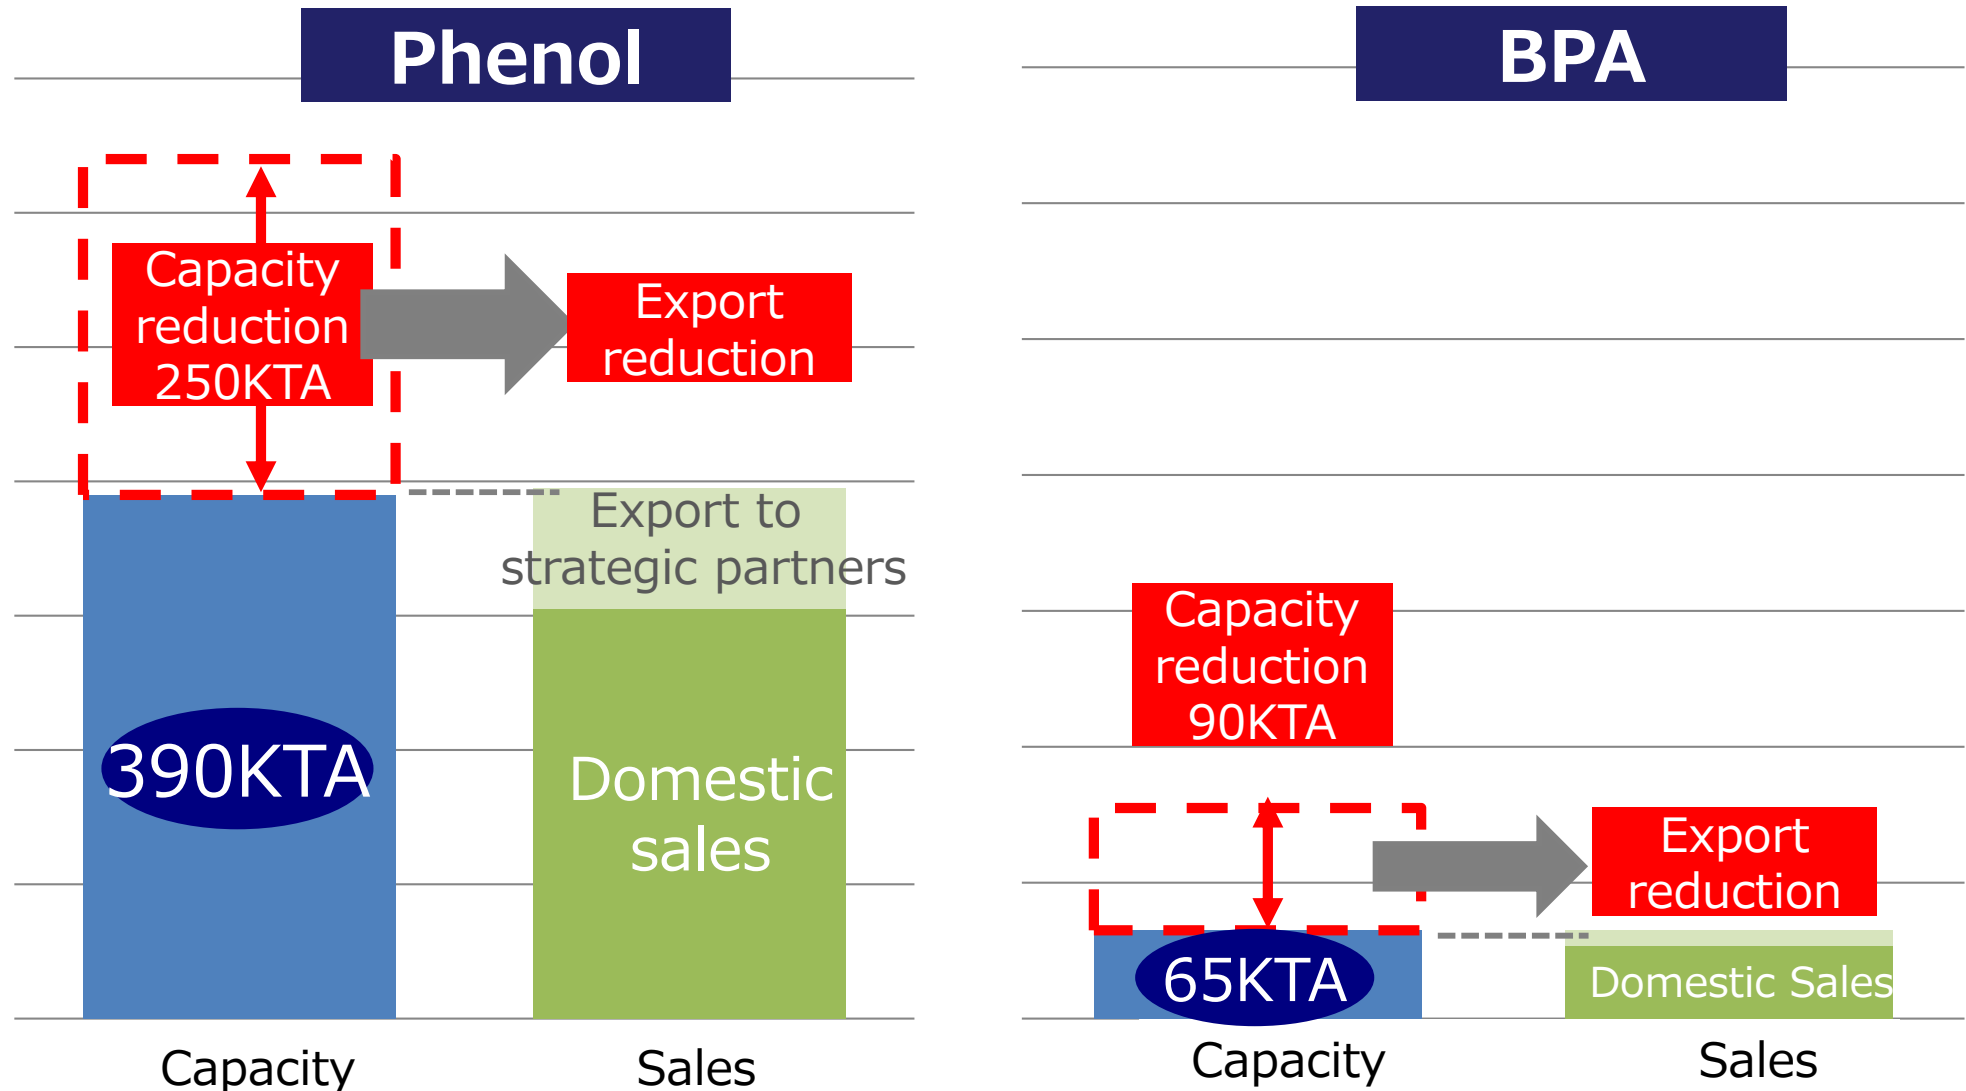 Phenol
Capacity
reduction
250KTA
Export
reduction
Export to
strategic partners
390KTA
Domestic
sales
Capacity
Sales
BPA
Capacity
reduction
90KTA
Export
reduction
65KTA
Domestic Sales
Capacity
Sales